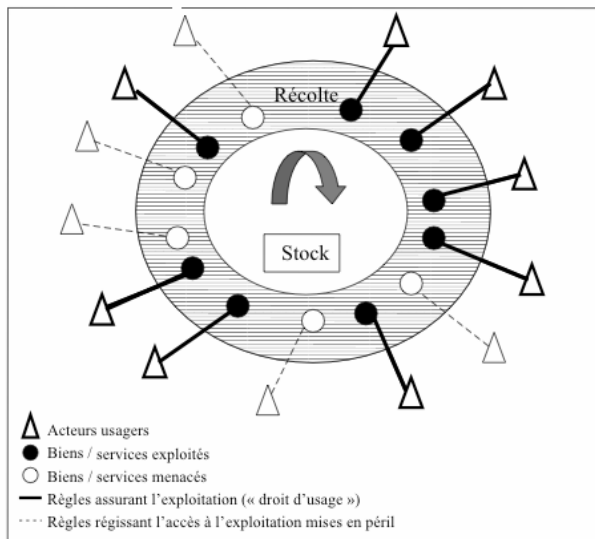 Récolte
Stock
Acteurs usagers
Biens / services exploités
Biens / services menacés
Règles assurant l'exploitation (« droit d'usage »)
Règles régissant l'accès à l'exploitation mises en péril